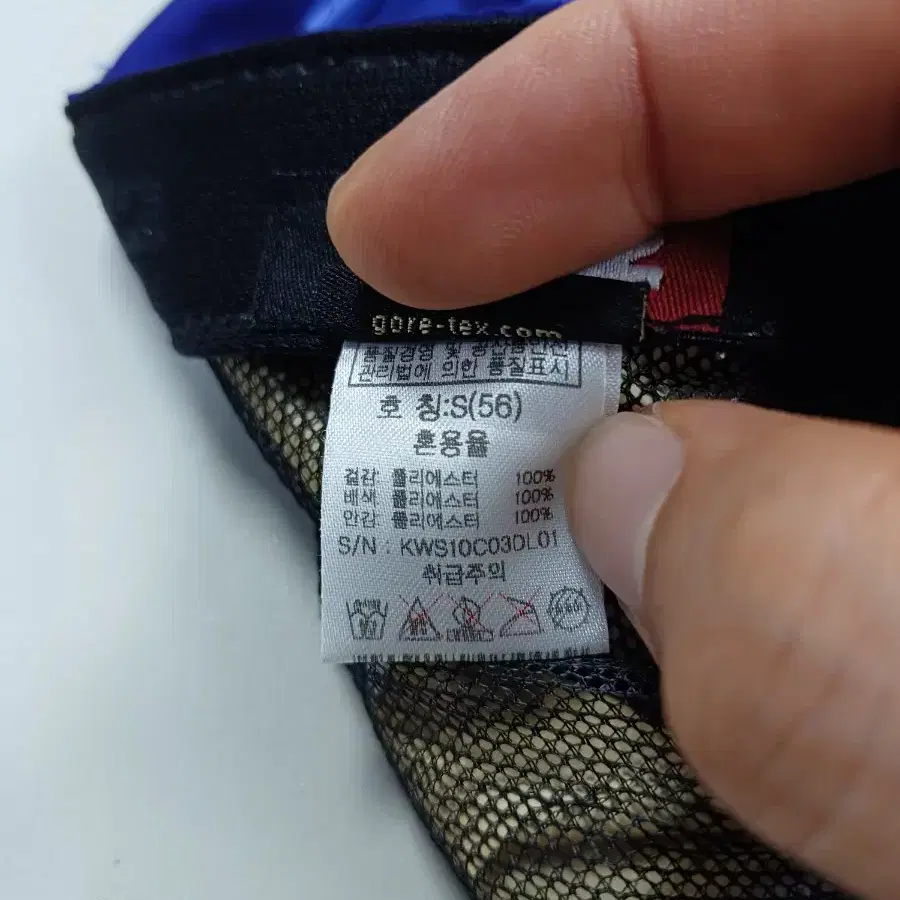 gore-tex.com
품질경영 및 공산품안전
관리법에 의한 품질표시
호 칭:S(56)
혼용율
겉감: 폴리에스터 100%
배색: 폴리에스터 100%
안감: 폴리에스터 100%
S/N : KWS10C03DL01
취급주의